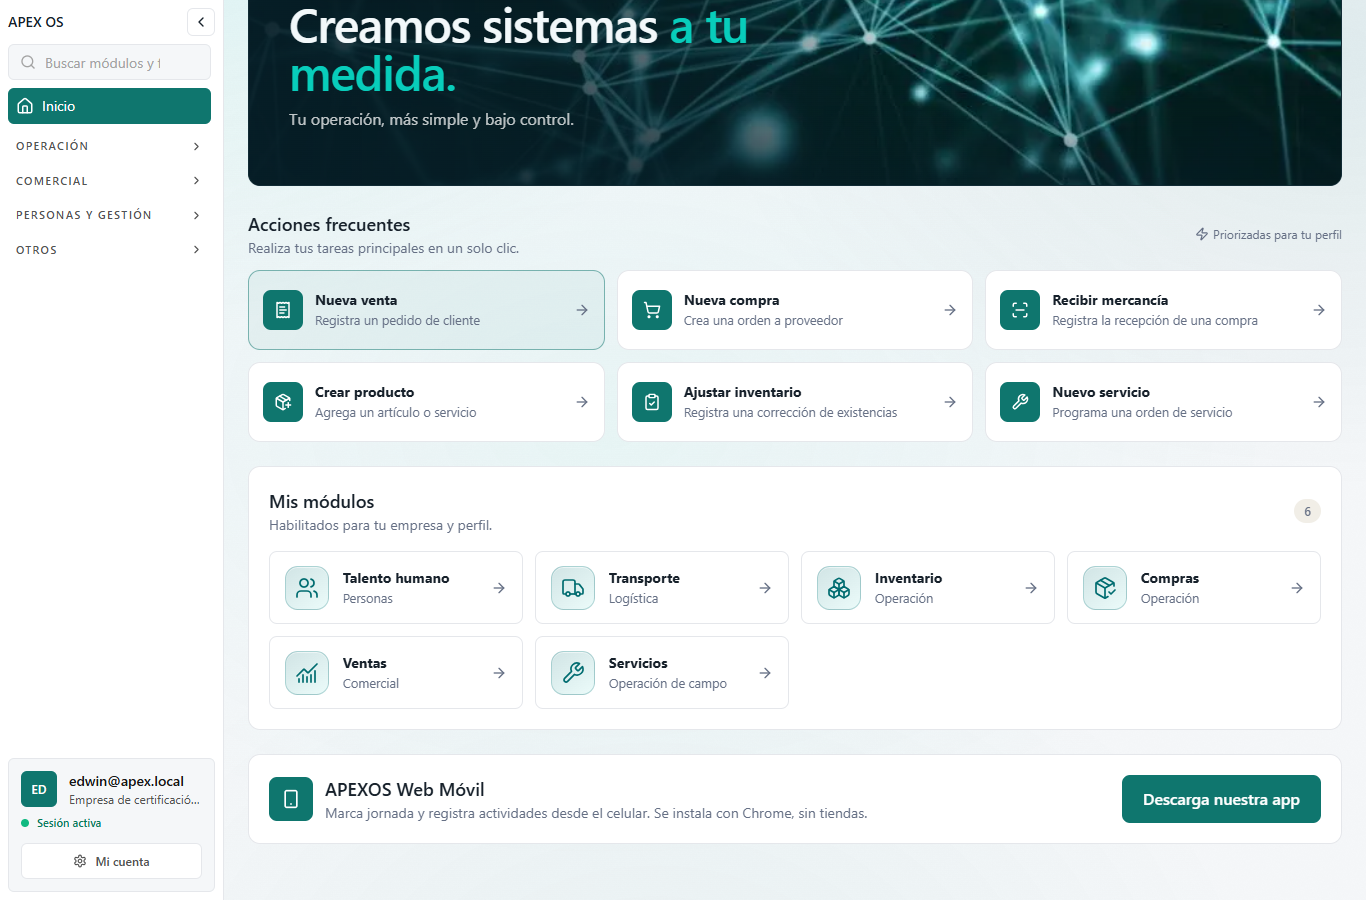 APEX OS
Buscar módulos y f
Inicio
OPERACIÓN
COMERCIAL
PERSONAS Y GESTIÓN
OTROS
ED
edwin@apex.local
Empresa de certificació...
Sesión activa
Mi cuenta
Creamos sistemas a tu
medida.
Tu operación, más simple y bajo control.
Acciones frecuentes
Realiza tus tareas principales en un solo clic.
Priorizadas para tu perfil
Nueva venta
Registra un pedido de cliente
Nueva compra
Crea una orden a proveedor
Recibir mercancía
Registra la recepción de una compra
Crear producto
Agrega un artículo o servicio
Ajustar inventario
Registra una corrección de existencias
Nuevo servicio
Programa una orden de servicio
Mis módulos
Habilitados para tu empresa y perfil.
6
Talento humano
Personas
Transporte
Logística
Inventario
Operación
Compras
Operación
Ventas
Comercial
Servicios
Operación de campo
APEXOS Web Móvil
Marca jornada y registra actividades desde el celular. Se instala con Chrome, sin tiendas.
Descarga nuestra app